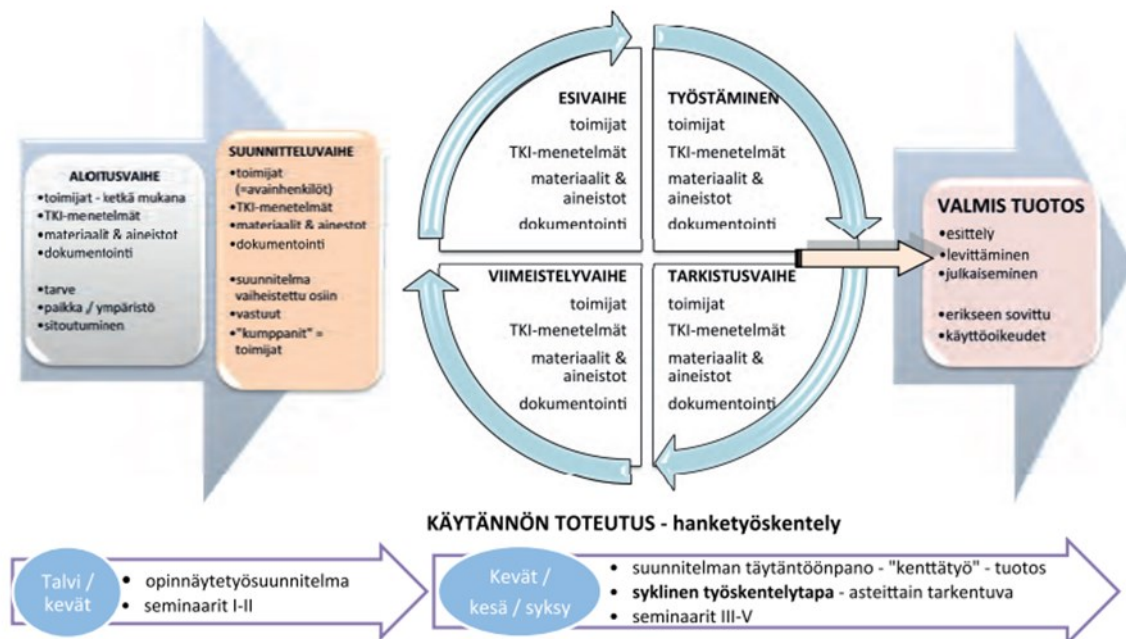 ALOITUSVAIHE
•toimijat - ketkä mukana
•TKI-menetelmät
•materiaalit & aineistot
•dokumentointi
•tarve
•paikka / ympäristö
•sitoutuminen
SUUNNITTELUVAIHE
•toimijat
(=avainhenkilöt)
•TKI-menetelmät
•materiaalit & ainestot
•dokumentointi
•suunnitelma
vaiheistettu osiin
•vastuut
•"kumppanit" =
toimijat
ESIVAIHE
toimijat
TKI-menetelmät
materiaalit &
aineistot
dokumentointi
TYÖSTÄMINEN
toimijat
TKI-menetelmät
materiaalit &
aineistot
dokumentointi
VIIMEISTELYVAIHE
toimijat
TKI-menetelmät
materiaalit &
aineistot
dokumentointi
TARKISTUSVAIHE
toimijat
TKI-menetelmät
materiaalit &
aineistot
dokumentointi
VALMIS TUOTOS
•esittely
•levittäminen
•julkaiseminen
•erikseen sovittu
•käyttöoikeudet
KÄYTÄNNÖN TOTEUTUS - hanketyöskentely
Talvi /
kevät
• opinnäytetyösuunnitelma
• seminaarit I-II
Kevät /
kesä / syksy
• suunnitelman täytäntöönpano - "kenttätyö" - tuotos
• syklinen työskentelytapa - asteittain tarkentuva
• seminaarit III-V